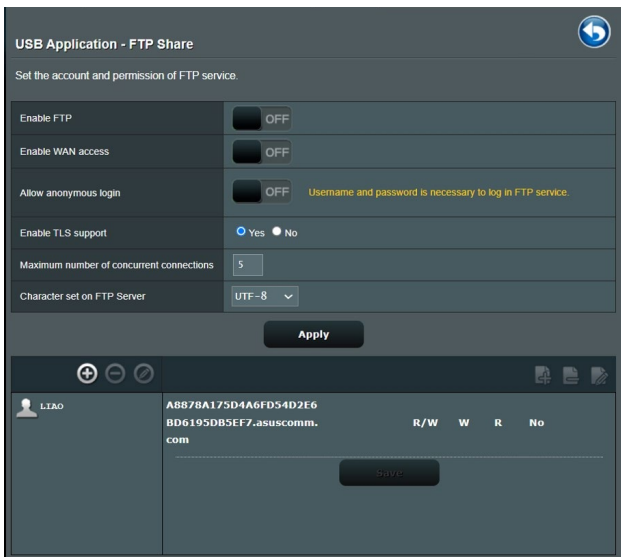 USB Application - FTP Share
Set the account and permission of FTP service.
Enable FTP OFF
Enable WAN access OFF
Allow anonymous login OFF Username and password is necessary to log in FTP service.
Enable TLS support Yes No
Maximum number of concurrent connections 5
Character set on FTP Server UTF-8
Apply
LIAO
A8878A175D4A6FD54D2E6
BD6195DB5EF7.asuscomm. R/W W R No
com
Save